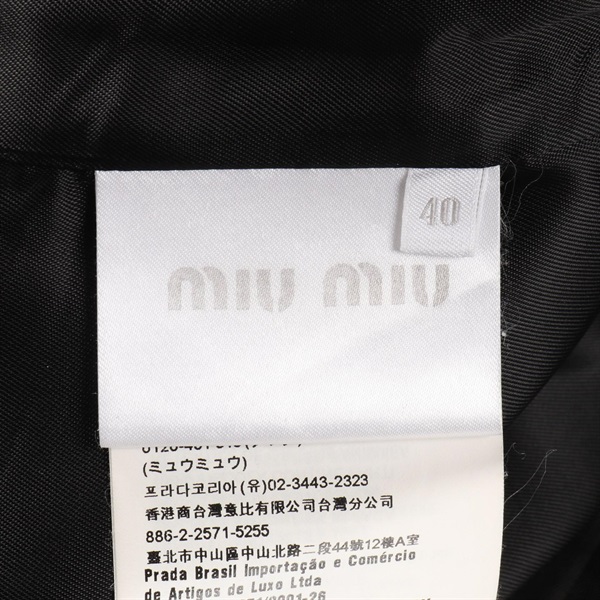 40
miu miu
(ミュウミュウ)
프라다코리아(유)02-3443-2323
香港商台灣意比有限公司台灣分公司
886-2-2571-5255
臺北市中山區中山北路二段44號12樓A室
Prada Brasil Importação e Comércio
de Artigos de Luxo Ltda